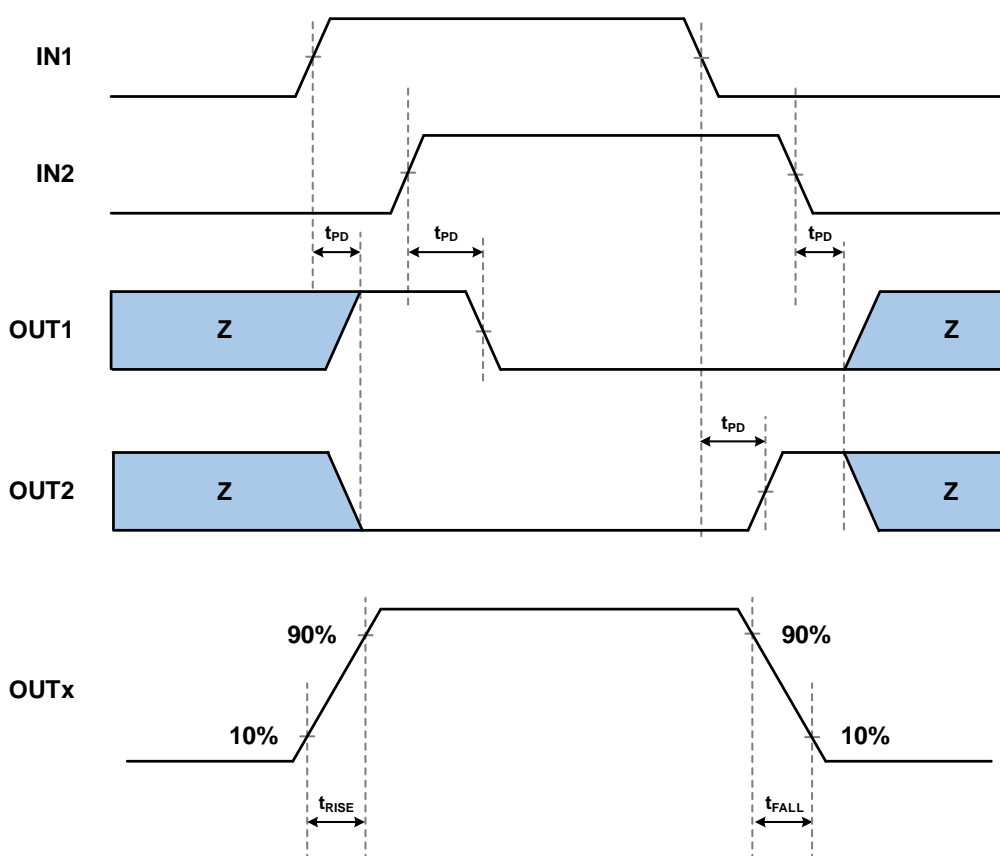 IN1
IN2
tPD
tPD
tPD
OUT1
Z
Z
tPD
OUT2
Z
Z
90%
90%
OUTx
10%
10%
tRISE
tFALL